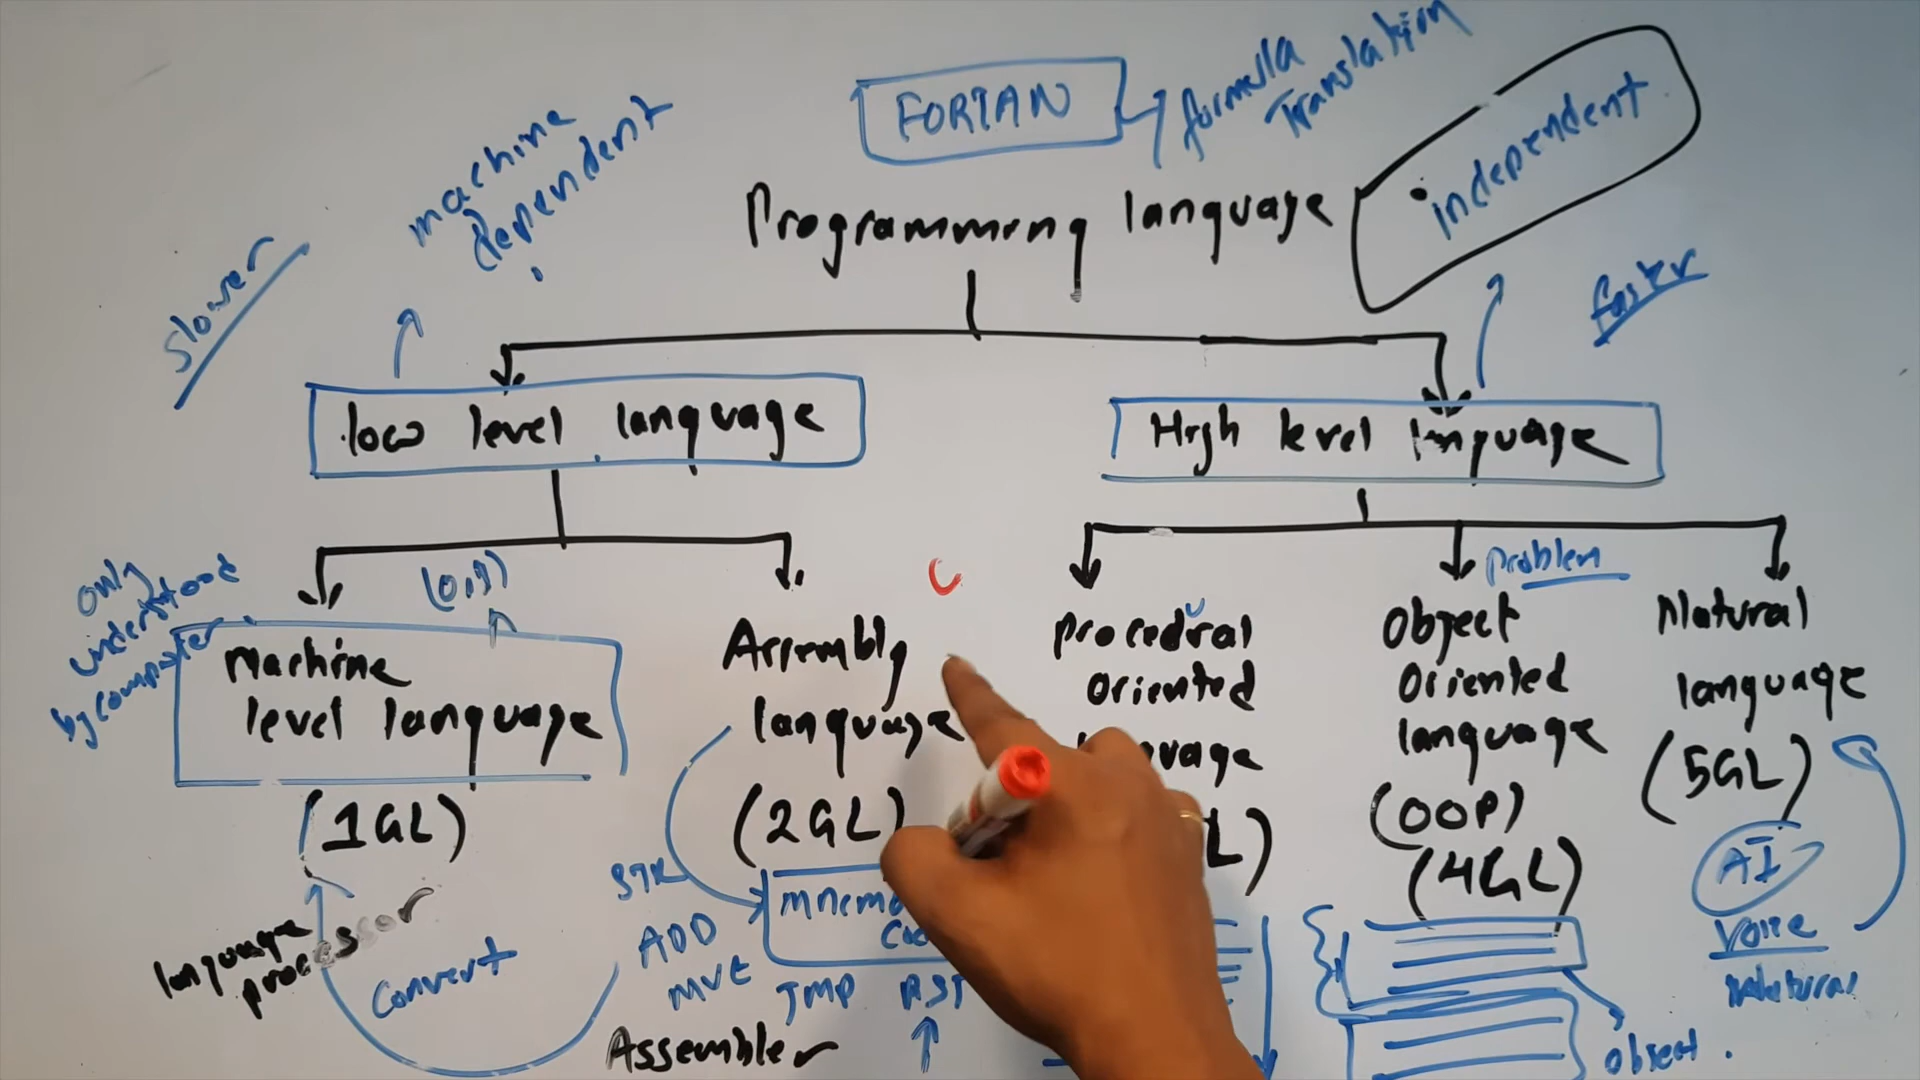 FORTAN
formula
Translation
machine
dependent
independent
Programming language
Slower
faster
low level language
High level language
only
understood
by computer
(0,1)
Problem
Machine
level language
(1GL)
Assembly
language
(2GL)
Procedural
Oriented
Object
Oriented
language
(OOP)
(4GL)
Natural
language
(5GL)
AI
Voice
language
processor
Convert
ADD
JMP RST
Assembler
Object.